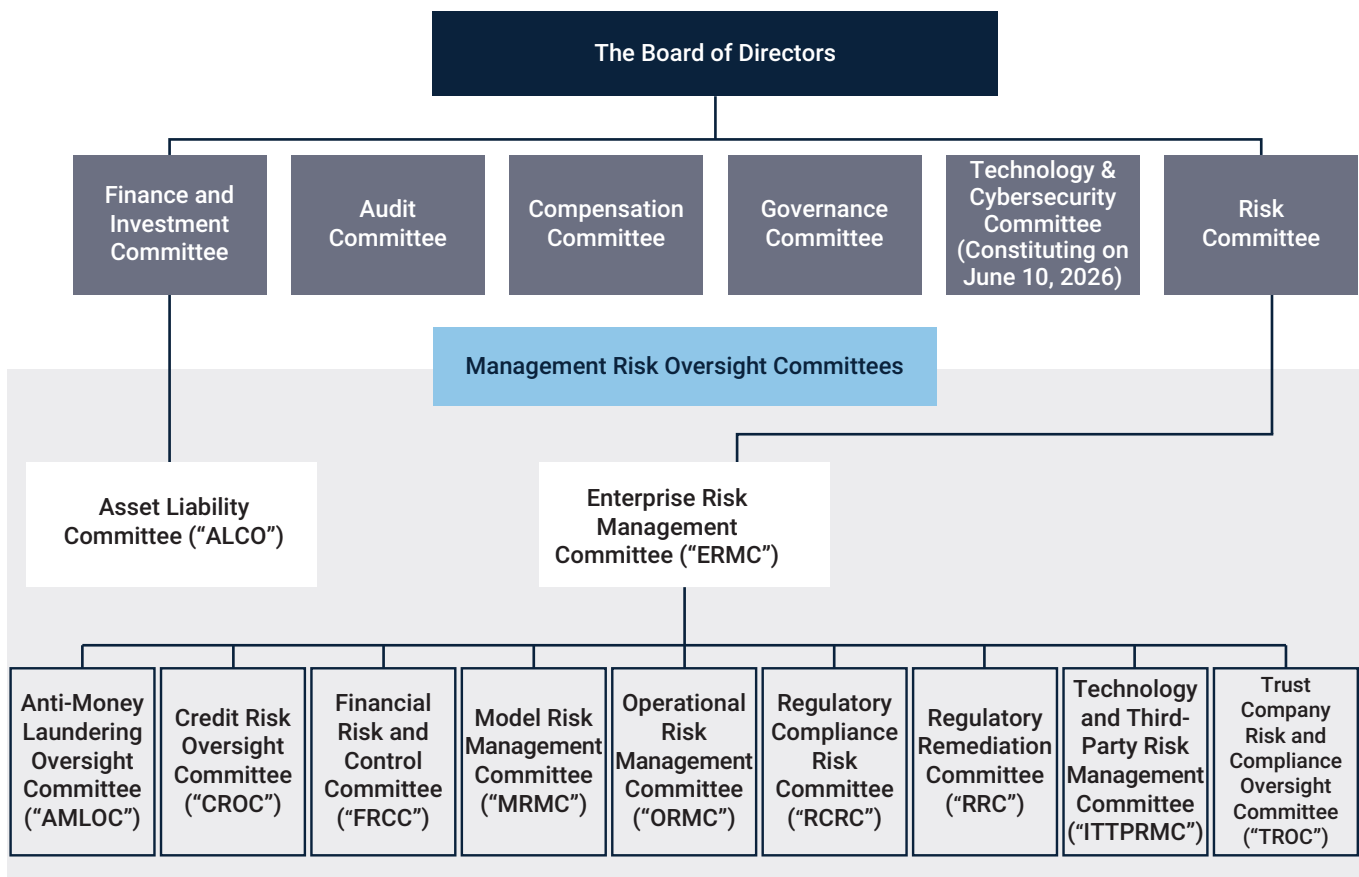 The Board of Directors
Finance and
Investment
Committee
Audit
Committee
Compensation
Committee
Governance
Committee
Technology &
Cybersecurity
Committee
(Constituting on
June 10, 2026)
Risk
Committee
Management Risk Oversight Committees
Asset Liability
Committee (“ALCO”)
Enterprise Risk
Management
Committee (“ERMC”)
Anti-Money
Laundering
Oversight
Committee
(“AMLOC”)
Credit Risk
Oversight
Committee
(“CROC”)
Financial
Risk and
Control
Committee
(“FRCC”)
Model Risk
Management
Committee
(“MRMC”)
Operational
Risk
Management
Committee
(“ORMC”)
Regulatory
Compliance
Risk
Committee
(“RCRC”)
Regulatory
Remediation
Committee
(“RRC”)
Technology
and Third-
Party Risk
Management
Committee
(“ITTPRMC”)
Trust
Company
Risk and
Compliance
Oversight
Committee
(“TROC”)